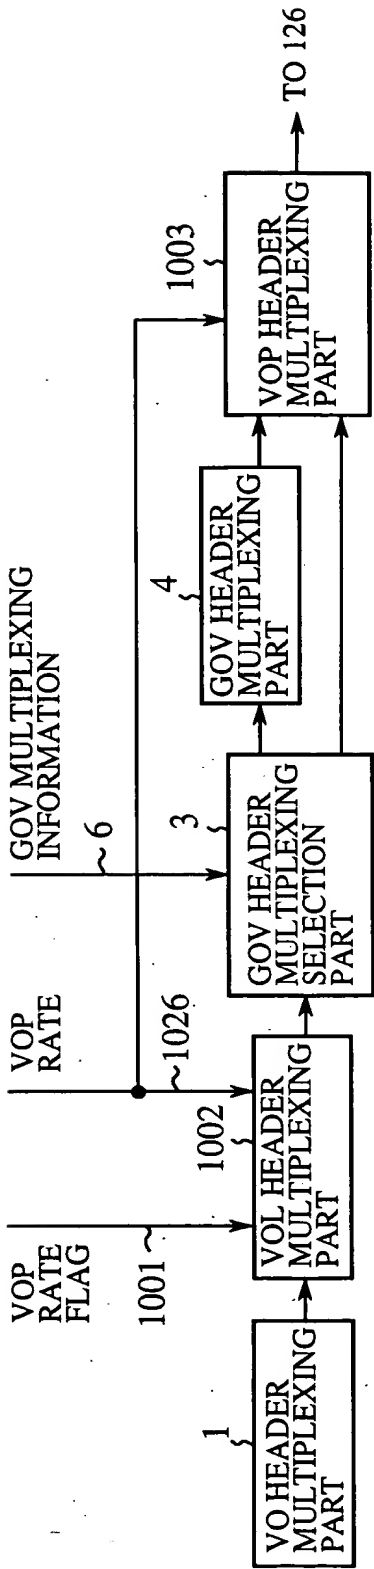 VOP
RATE
FLAG
1001
VOP
RATE
1026
GOV MULTIPLEXING
INFORMATION
6
1
VO HEADER
MULTIPLEXING
PART
1002
VOL HEADER
MULTIPLEXING
PART
3
GOV HEADER
MULTIPLEXING
SELECTION
PART
4
GOV HEADER
MULTIPLEXING
PART
1003
VOP HEADER
MULTIPLEXING
PART
TO 126